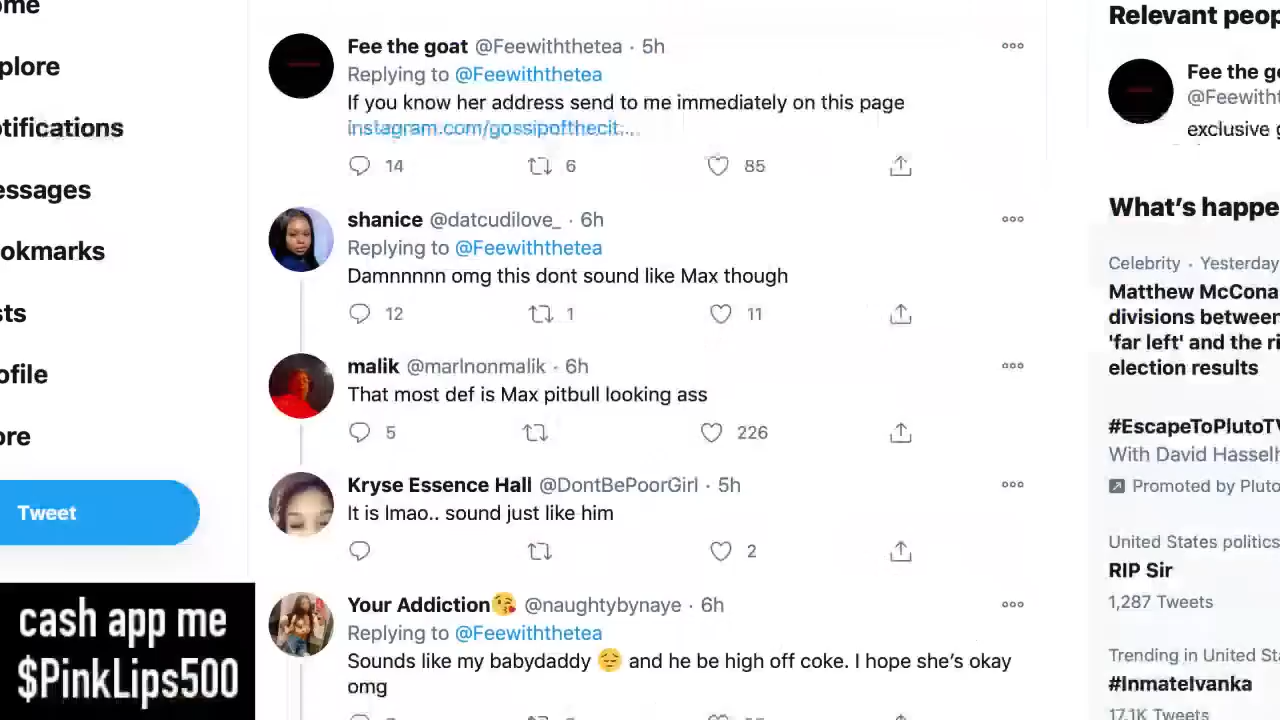 ome
plore
otifications
essages
okmarks
sts
ofile
ore
Tweet
cash app me
$PinkLips500
Fee the goat @Feewiththetea · 5h
Replying to @Feewiththetea
If you know her address send to me immediately on this page
instagram.com/gossipofthecit...
14 6 85
shanice @datcudilove_ · 6h
Replying to @Feewiththetea
Damnnnnn omg this dont sound like Max though
12 1 11
malik @marlnonmalik · 6h
That most def is Max pitbull looking ass
5 226
Kryse Essence Hall @DontBePoorGirl · 5h
It is lmao.. sound just like him
2
Your Addiction😘 @naughtybynaye · 6h
Replying to @Feewiththetea
Sounds like my babydaddy 😔 and he be high off coke. I hope she's okay
omg
Relevant peop
Fee the go
@Feewith
exclusive g
What's happe
Celebrity · Yesterday
Matthew McCona
divisions between
'far left' and the ri
election results
#EscapeToPlutoTV
With David Hasselh
Promoted by Pluto
United States politics
RIP Sir
1,287 Tweets
Trending in United Sta
#InmateIvanka
17.1K Tweets